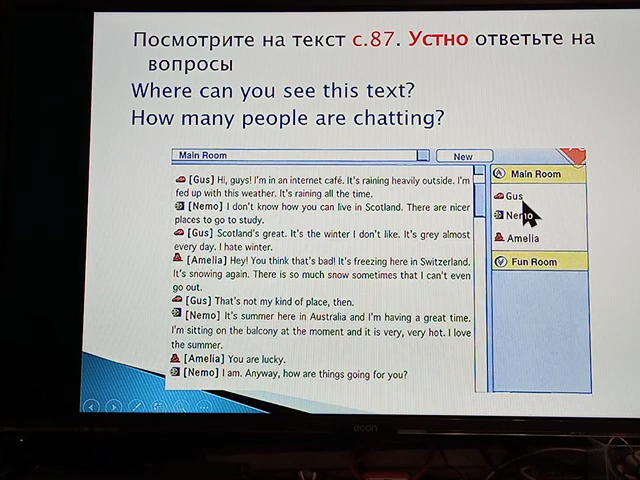 Посмотрите на текст с.87. Устно ответьте на
вопросы
Where can you see this text?
How many people are chatting?
Main Room
New
[Gus] Hi, guys! I'm in an internet café. It's raining heavily outside. I'm
fed up with this weather. It's raining all the time.
[Nemo] I don't know how you can live in Scotland. There are nicer
places to go to study.
[Gus] Scotland's great. It's the winter I don't like. It's grey almost
every day. I hate winter.
[Amelia] Hey! You think that's bad! It's freezing here in Switzerland.
It's snowing again. There is so much snow sometimes that I can't even
go out.
[Gus] That's not my kind of place, then.
[Nemo] It's summer here in Australia and I'm having a great time.
I'm sitting on the balcony at the moment and it is very, very hot. I love
the summer.
[Amelia] You are lucky.
[Nemo] I am. Anyway, how are things going for you?
Main Room
Gus
Nemo
Amelia
Fun Room
econ